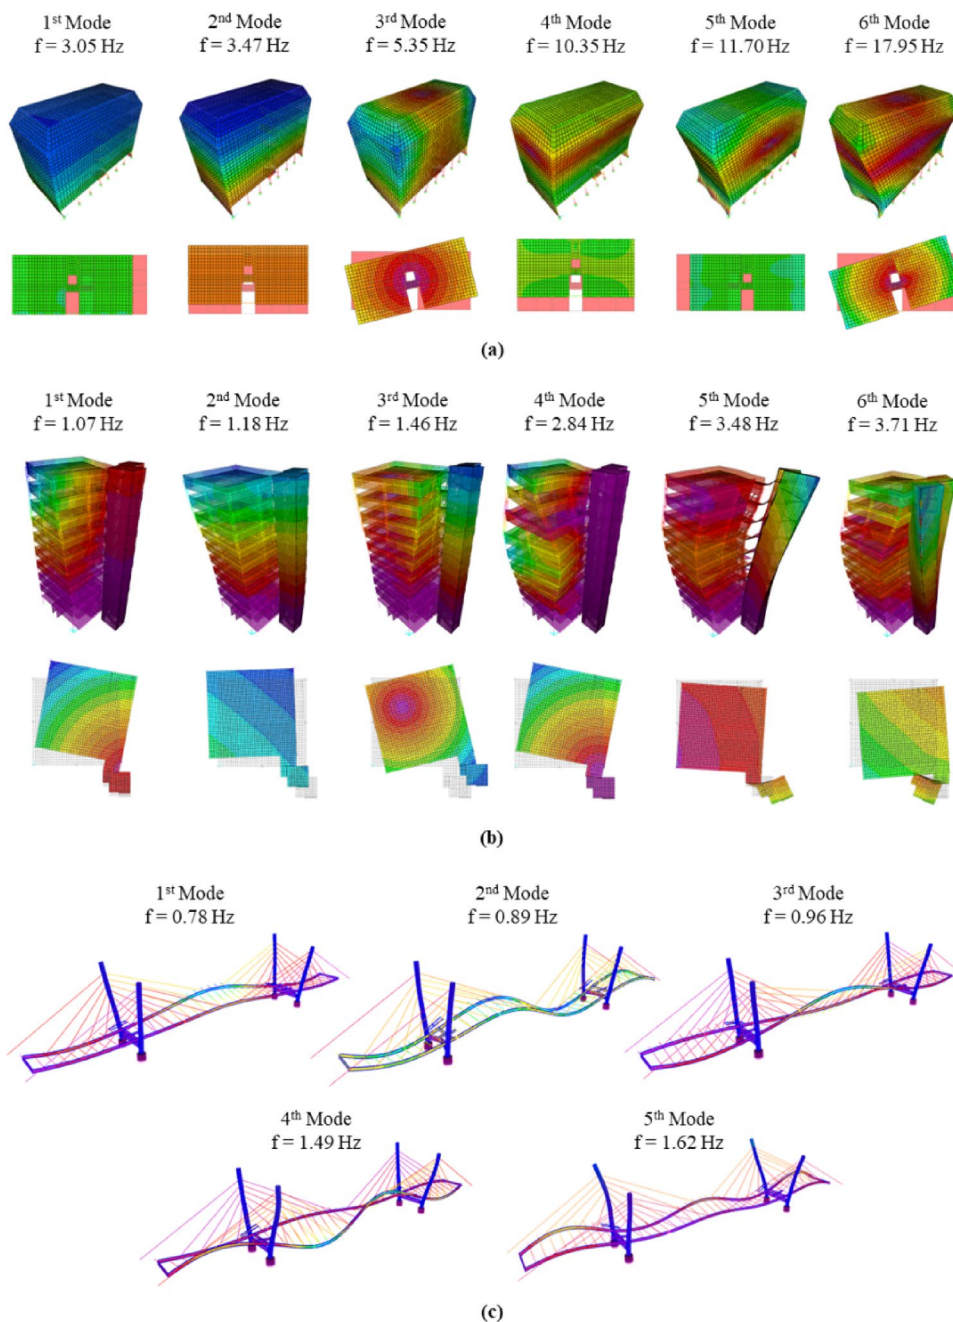 1st Mode 2nd Mode 3rd Mode 4th Mode 5th Mode 6th Mode
f = 3.05 Hz f = 3.47 Hz f = 5.35 Hz f = 10.35 Hz f = 11.70 Hz f = 17.95 Hz
(a)
1st Mode 2nd Mode 3rd Mode 4th Mode 5th Mode 6th Mode
f = 1.07 Hz f = 1.18 Hz f = 1.46 Hz f = 2.84 Hz f = 3.48 Hz f = 3.71 Hz
(b)
1st Mode 2nd Mode 3rd Mode
f = 0.78 Hz f = 0.89 Hz f = 0.96 Hz
4th Mode 5th Mode
f = 1.49 Hz f = 1.62 Hz
(c)